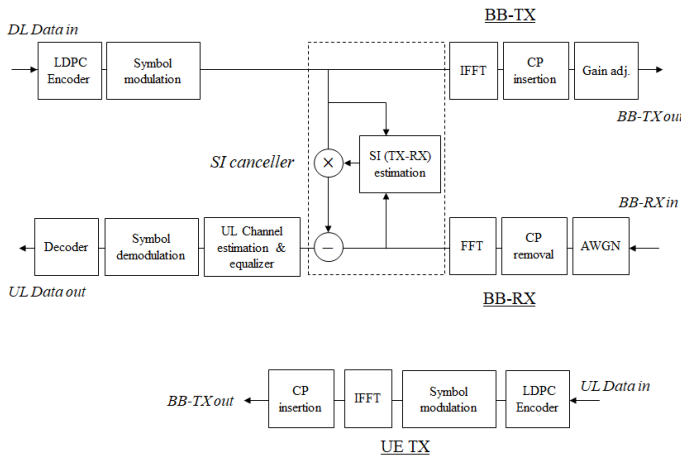 BB-TX
DL Data in
LDPC
Encoder
Symbol
modulation
IFFT
CP
insertion
Gain adj.
BB-TX out
SI canceller
×
SI (TX-RX)
estimation
BB-RX in
Decoder
Symbol
demodulation
UL Channel
estimation &
equalizer
−
FFT
CP
removal
AWGN
UL Data out
BB-RX
BB-TX out
CP
insertion
IFFT
Symbol
modulation
LDPC
Encoder
UL Data in
UE TX